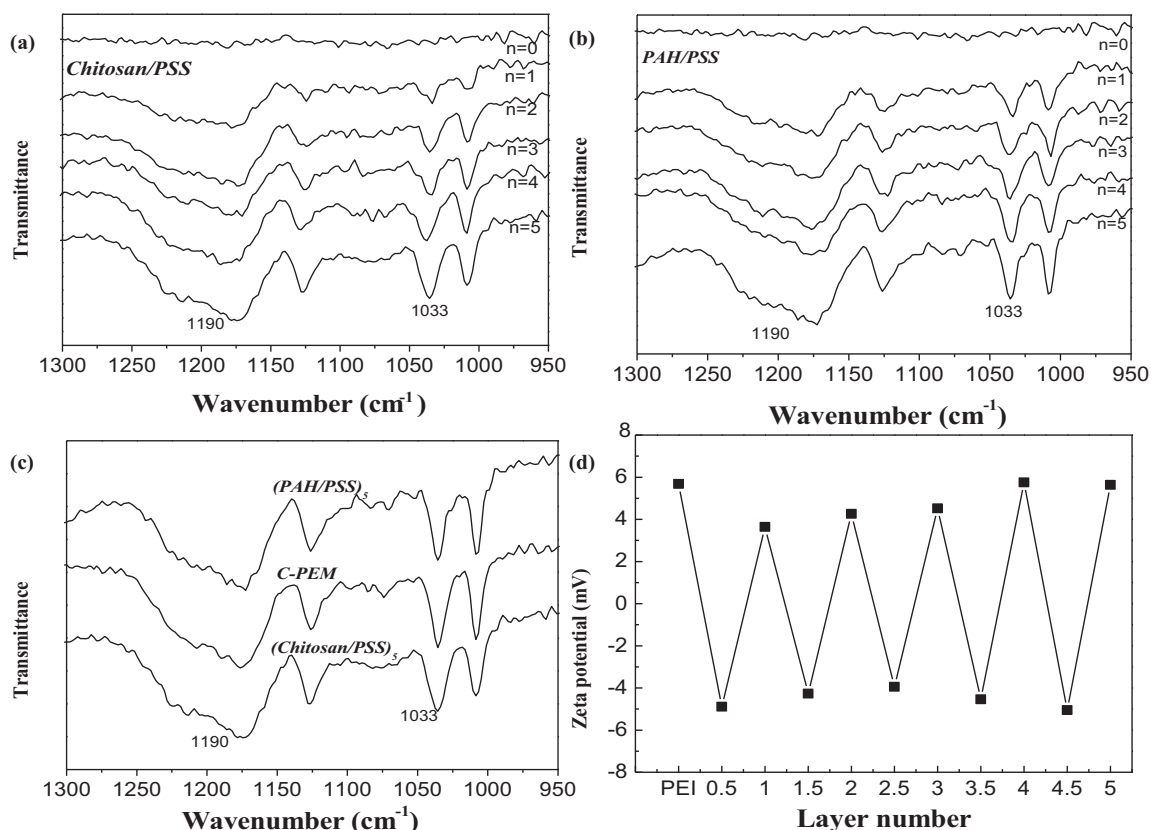 (a)
Chitosan/PSS
n=0
n=1
n=2
n=3
n=4
n=5
1190
1033
Transmittance
1300 1250 1200 1150 1100 1050 1000 950
Wavenumber (cm-1)
(b)
PAH/PSS
n=0
n=1
n=2
n=3
n=4
n=5
1190
1033
Transmittance
1300 1250 1200 1150 1100 1050 1000 950
Wavenumber (cm-1)
(c)
(PAH/PSS)5
C-PEM
(Chitosan/PSS)5
1190
1033
Transmittance
1300 1250 1200 1150 1100 1050 1000 950
Wavenumber (cm-1)
(d)
8
6
4
2
0
-2
-4
-6
-8
Zeta potential (mV)
PEI 0.5 1 1.5 2 2.5 3 3.5 4 4.5 5
Layer number